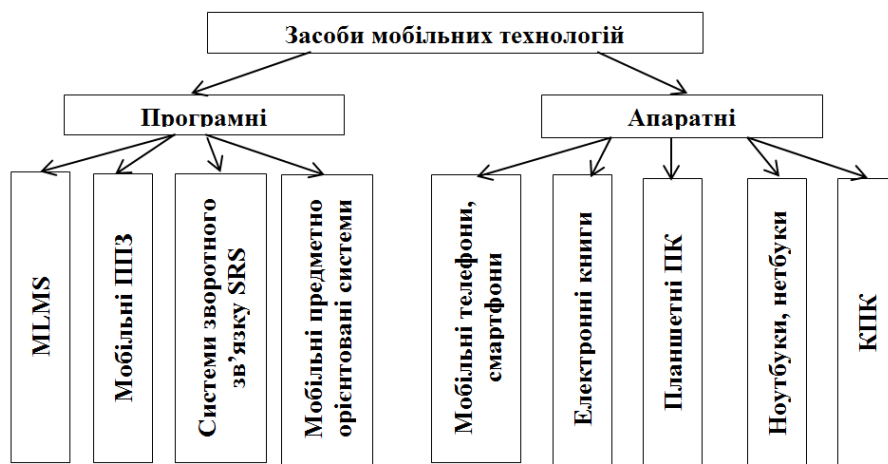 Засоби мобільних технологій
Програмні
Апаратні
MLMS
Мобільні ППЗ
Системи зворотного
зв’язку SRS
Мобільні предметно
орієнтовані системи
Мобільні телефони,
смартфони
Електронні книги
Планшетні ПК
Ноутбуки, нетбуки
КПК